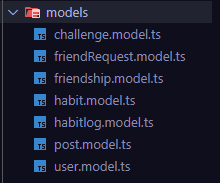 models
TS challenge.model.ts
TS friendRequest.model.ts
TS friendship.model.ts
TS habit.model.ts
TS habitlog.model.ts
TS post.model.ts
TS user.model.ts